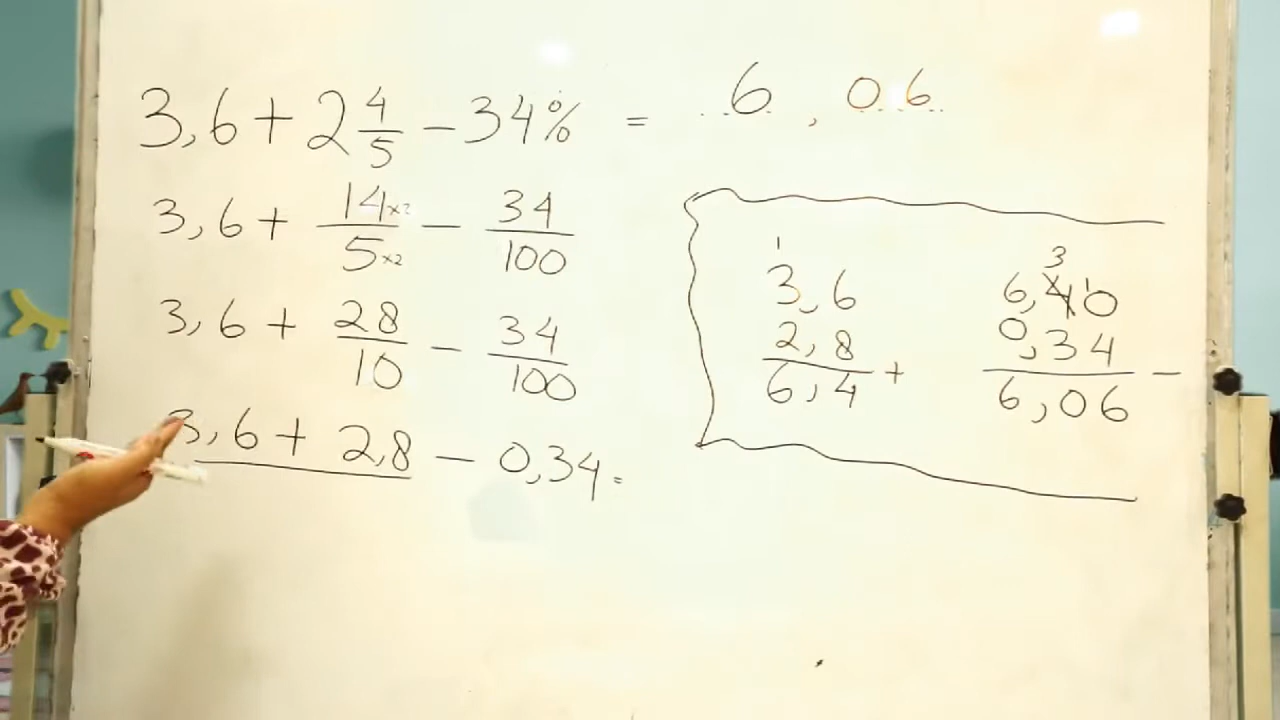 3,6 + 2 4/5 - 34% = 6,06
3,6 + 14×2/5×2 - 34/100
3,6 + 28/10 - 34/100
3,6 + 2,8 - 0,34 =
1
3,6
2,8
+
6,4
3 1
6,40
0,34
-
6,06